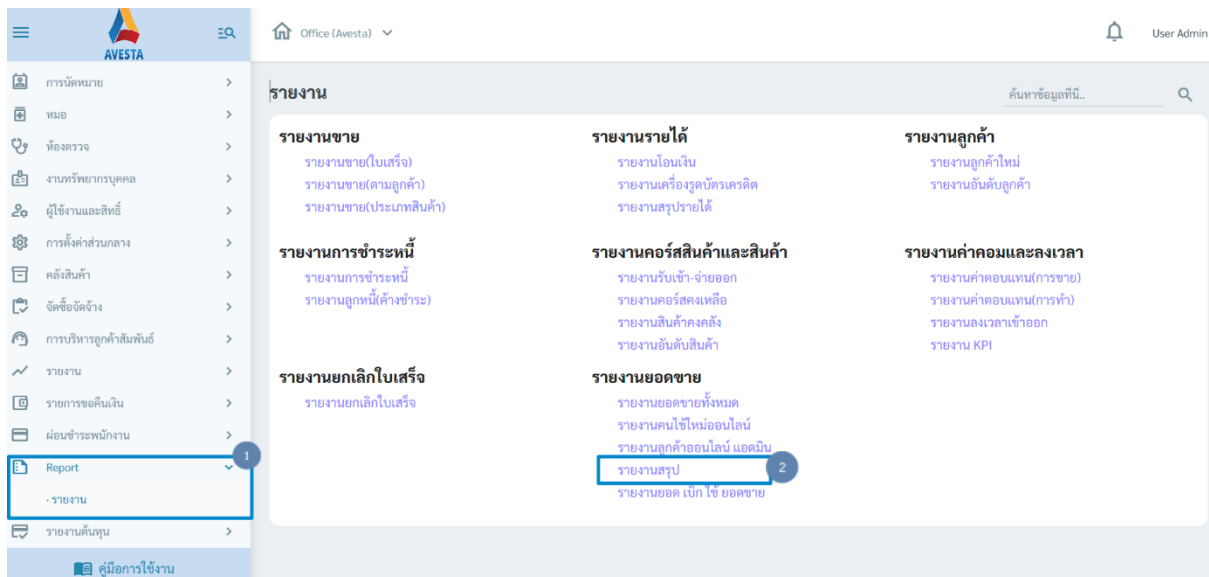 AVESTA
Office (Avesta)
User Admin
การนัดหมาย
หมอ
ห้องตรวจ
งานทรัพยากรบุคคล
ผู้ใช้งานและสิทธิ์
การตั้งค่าส่วนกลาง
คลังสินค้า
จัดซื้อจัดจ้าง
การบริหารลูกค้าสัมพันธ์
รายงาน
รายการขอคืนเงิน
ผ่อนชำระพนักงาน
1
Report
· รายงาน
รายงานต้นทุน
คู่มือการใช้งาน
รายงาน
ค้นหาข้อมูลที่นี่..
รายงานขาย
รายงานขาย(ใบเสร็จ)
รายงานขาย(ตามลูกค้า)
รายงานขาย(ประเภทสินค้า)
รายงานรายได้
รายงานโอนเงิน
รายงานเครื่องรูดบัตรเครดิต
รายงานสรุปรายได้
รายงานลูกค้า
รายงานลูกค้าใหม่
รายงานอันดับลูกค้า
รายงานการชำระหนี้
รายงานการชำระหนี้
รายงานลูกหนี้(ค้างชำระ)
รายงานคอร์สสินค้าและสินค้า
รายงานรับเข้า-จ่ายออก
รายงานคอร์สคงเหลือ
รายงานสินค้าคงคลัง
รายงานอันดับสินค้า
รายงานค่าคอมและลงเวลา
รายงานค่าตอบแทน(การขาย)
รายงานค่าตอบแทน(การทำ)
รายงานลงเวลาเข้าออก
รายงาน KPI
รายงานยกเลิกใบเสร็จ
รายงานยกเลิกใบเสร็จ
รายงานยอดขาย
รายงานยอดขายทั้งหมด
รายงานคนไข้ใหม่ออนไลน์
รายงานลูกค้าออนไลน์ แอดมิน
รายงานสรุป
2
รายงานยอด เบิก ใช้ ยอดขาย